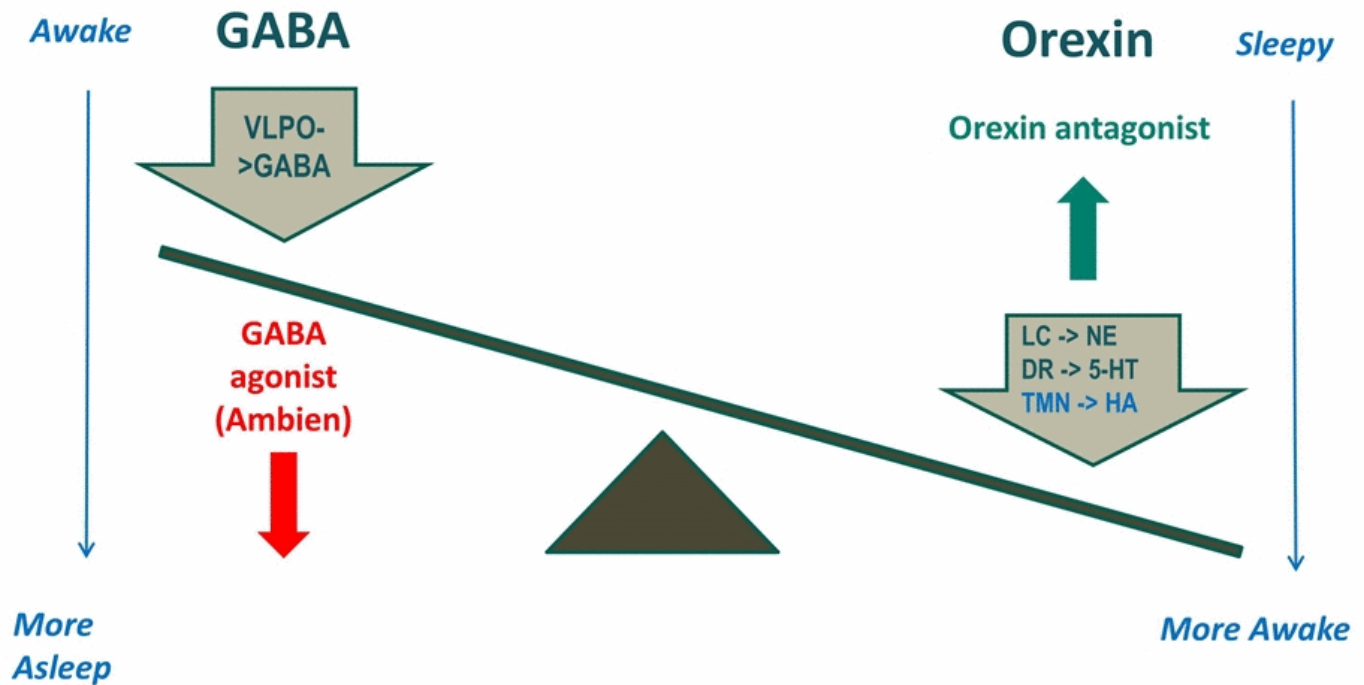 Awake
GABA
VLPO-
>GABA
GABA
agonist
(Ambien)
More
Asleep
Orexin
Sleepy
Orexin antagonist
LC -> NE
DR -> 5-HT
TMN -> HA
More Awake